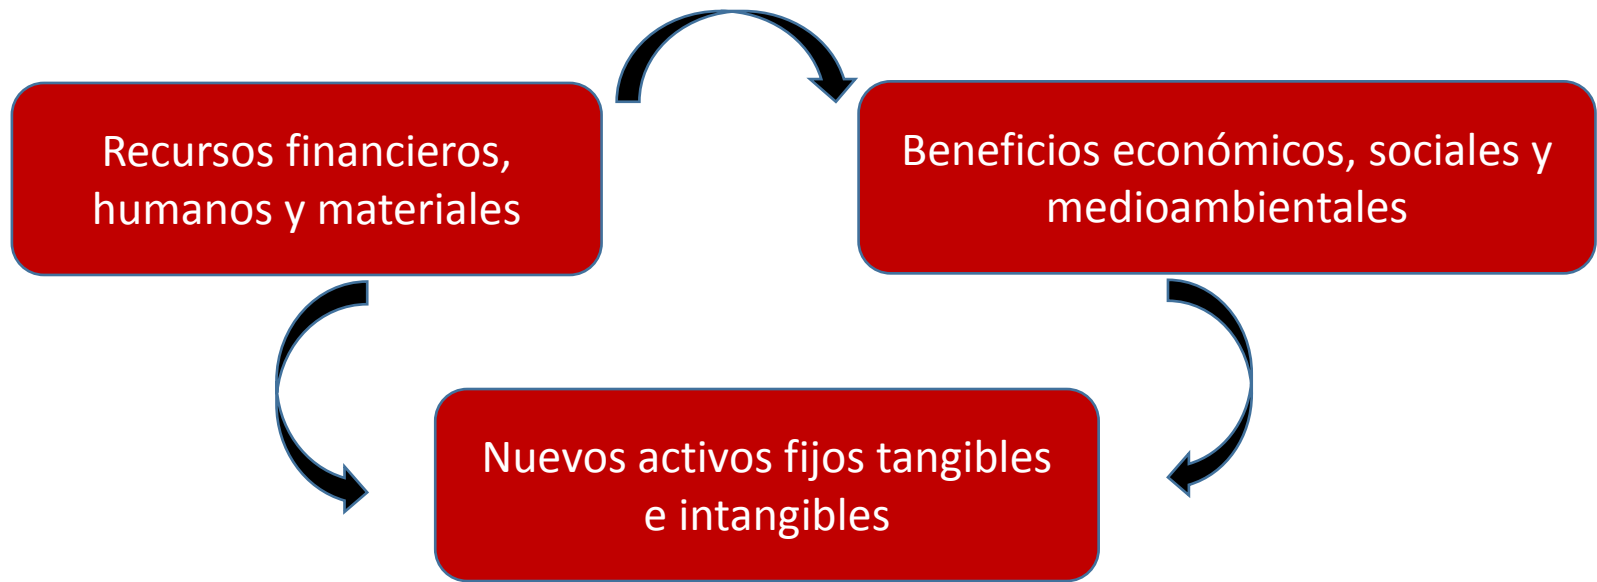 Recursos financieros,
humanos y materiales
Beneficios económicos, sociales y
medioambientales
Nuevos activos fijos tangibles
e intangibles